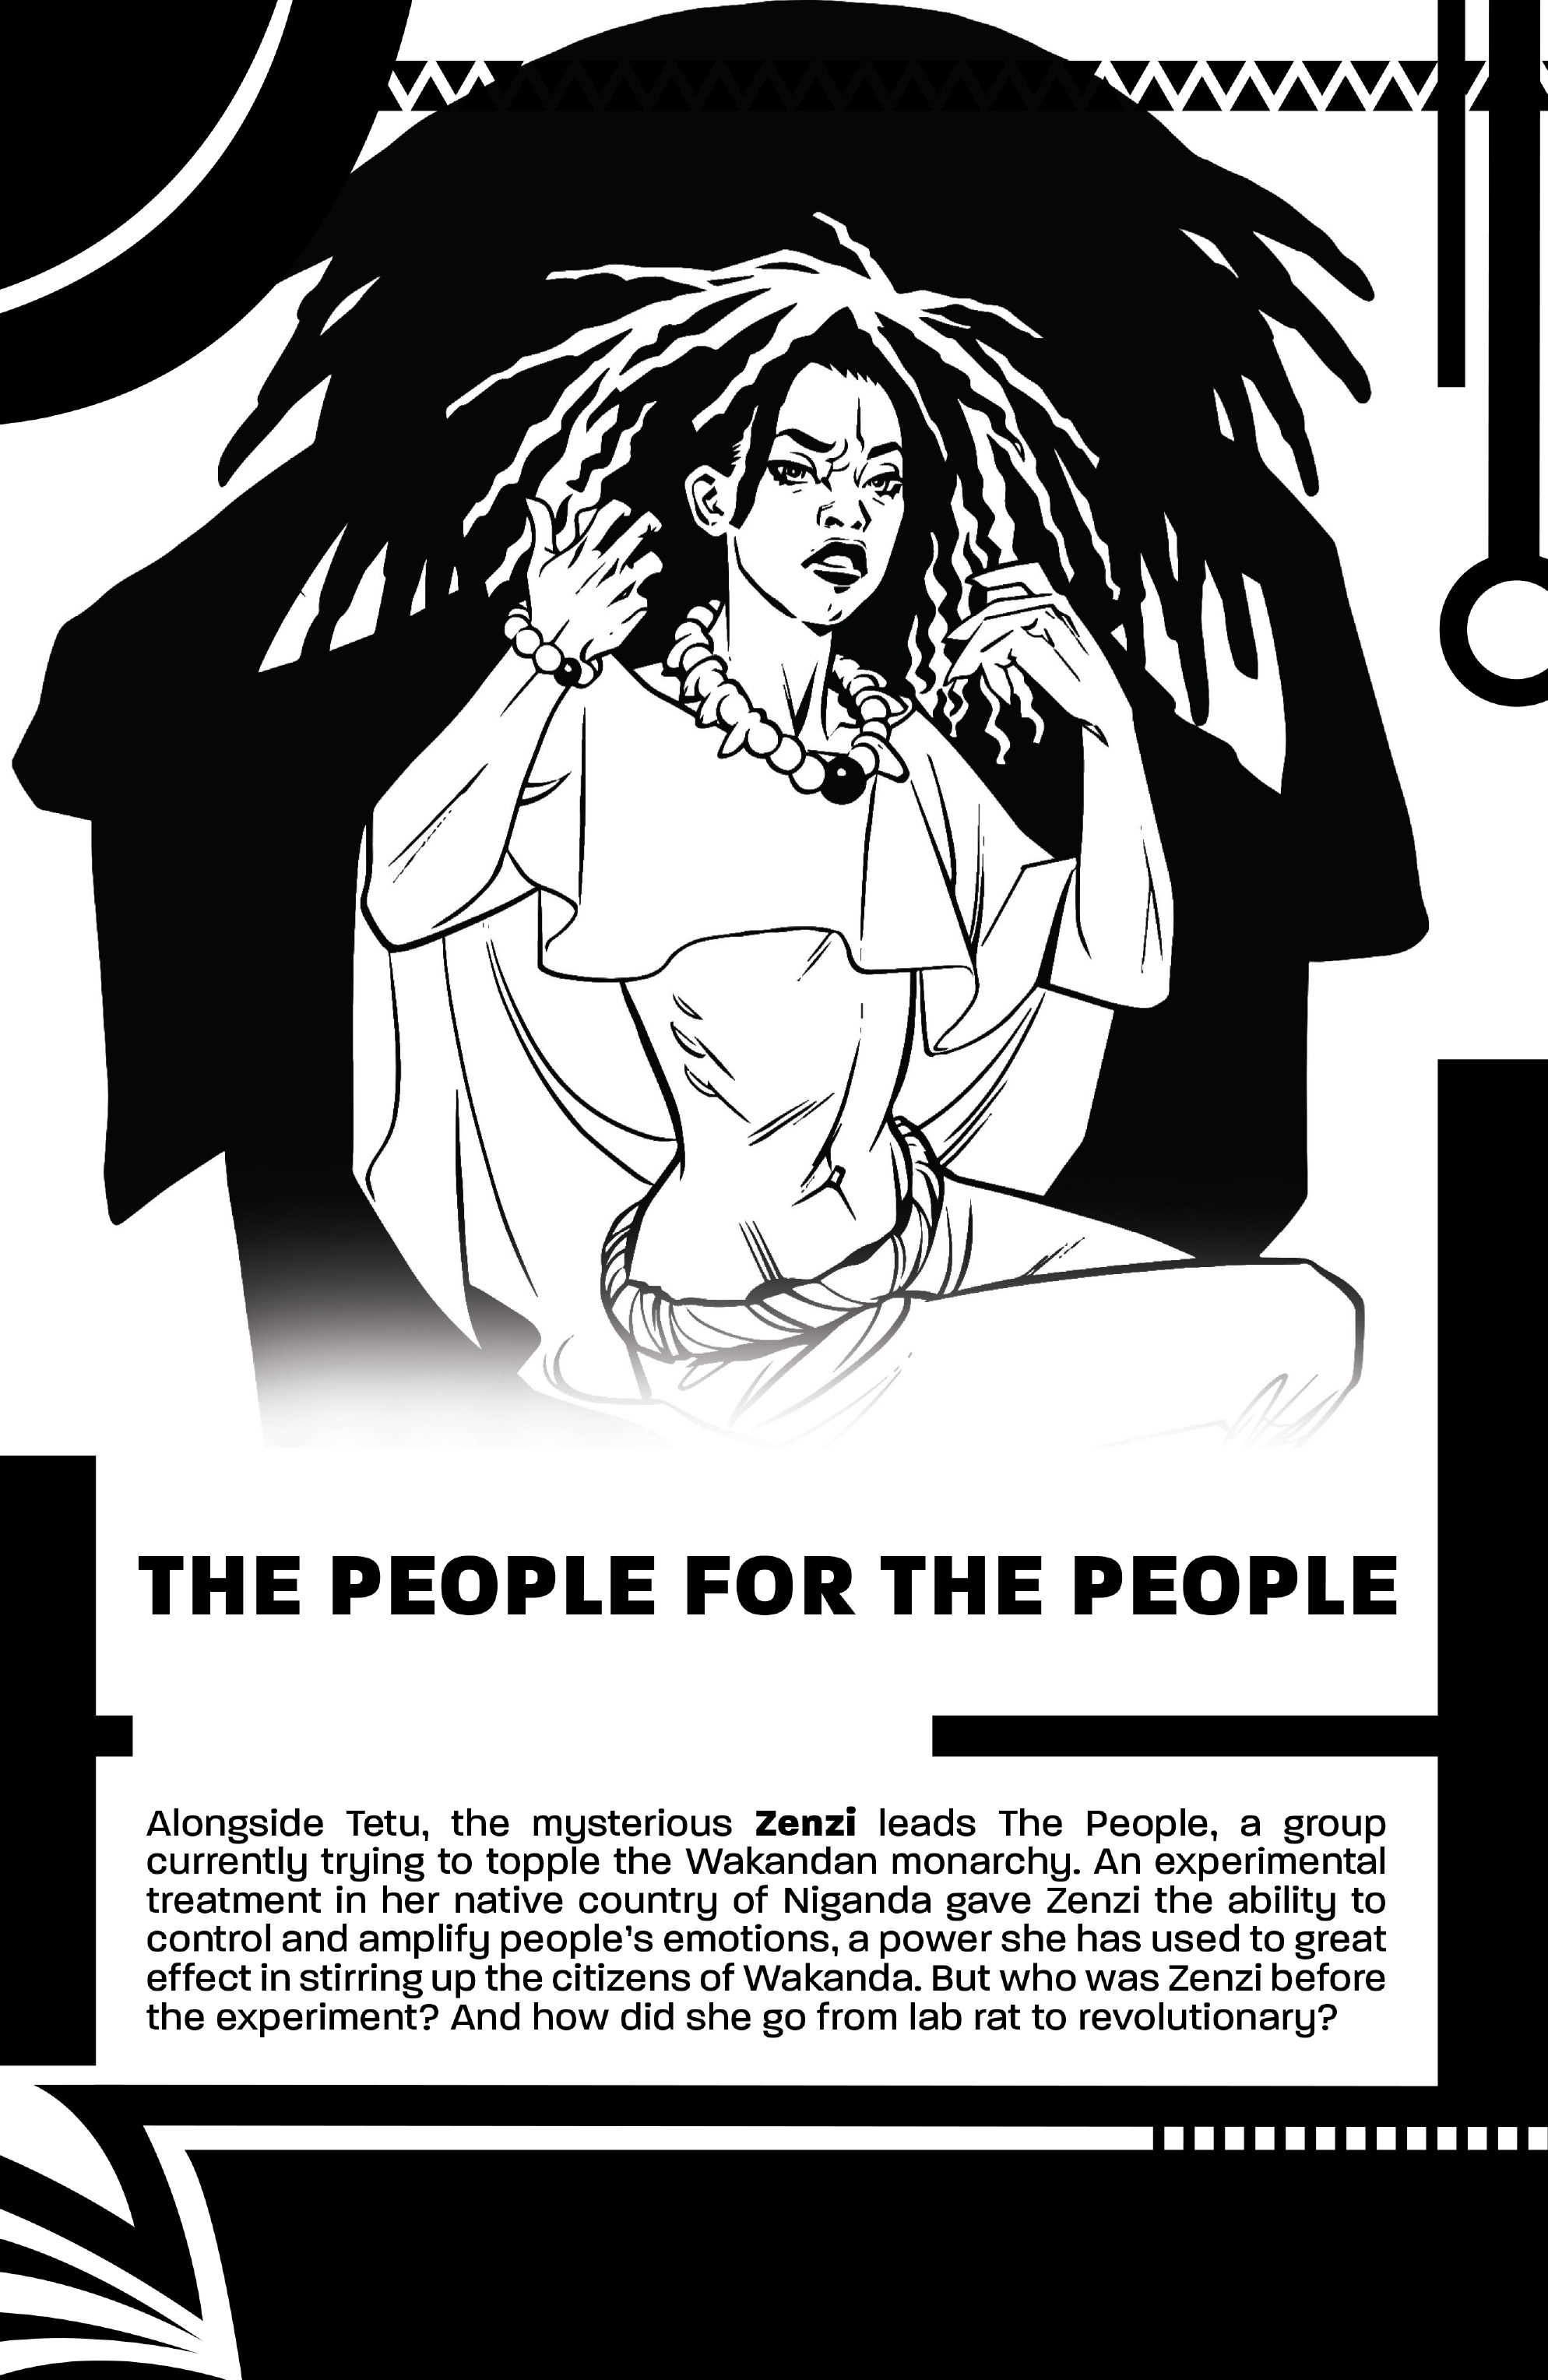 THE PEOPLE FOR THE PEOPLE
Alongside Tetu, the mysterious Zenzi leads The People, a group
currently trying to topple the Wakandan monarchy. An experimental
treatment in her native country of Niganda gave Zenzi the ability to
control and amplify people's emotions, a power she has used to great
effect in stirring up the citizens of Wakanda. But who was Zenzi before
the experiment? And how did she go from lab rat to revolutionary?